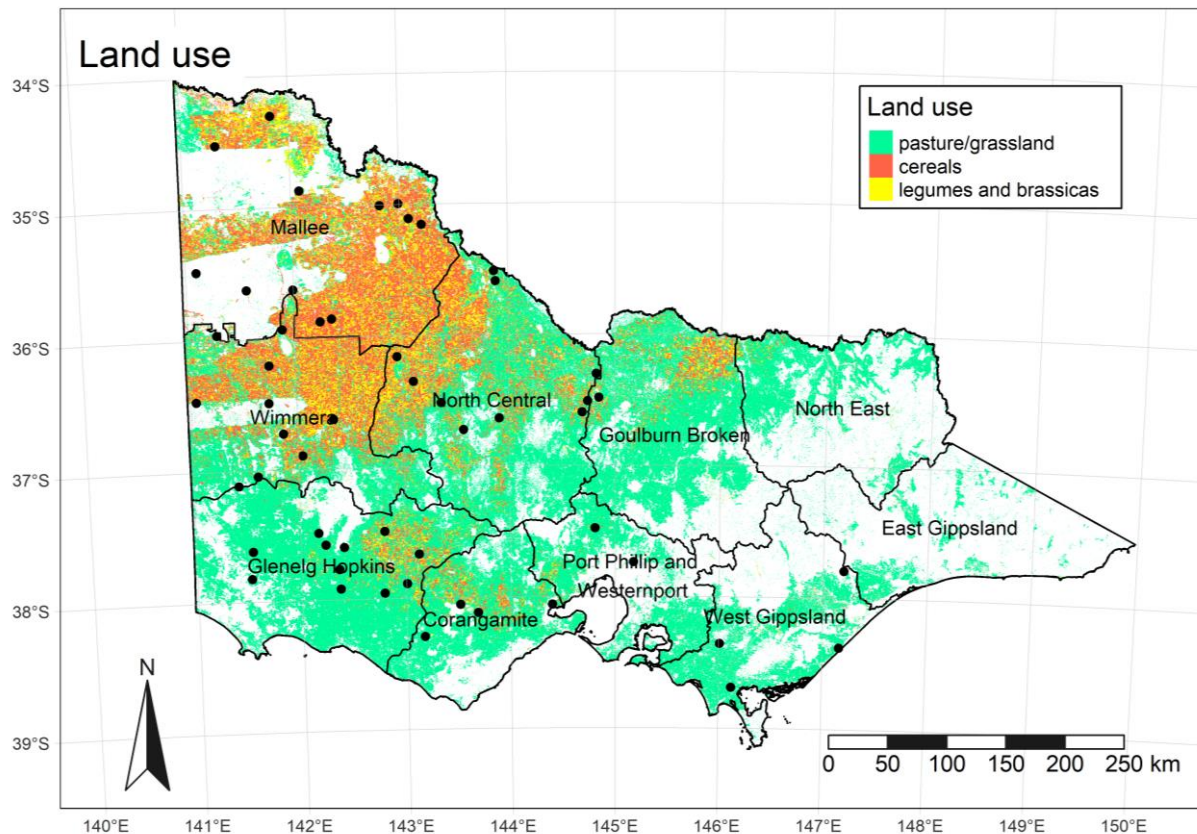 Land use
34°S
35°S
36°S
37°S
38°S
39°S
Land use
pasture/grassland
cereals
legumes and brassicas
Mallee
Wimmera
North Central
Goulburn Broken
North East
East Gippsland
Glenelg Hopkins
Port Phillip and
Westernport
West Gippsland
Corangamite
N
0 50 100 150 200 250 km
140°E 141°E 142°E 143°E 144°E 145°E 146°E 147°E 148°E 149°E 150°E